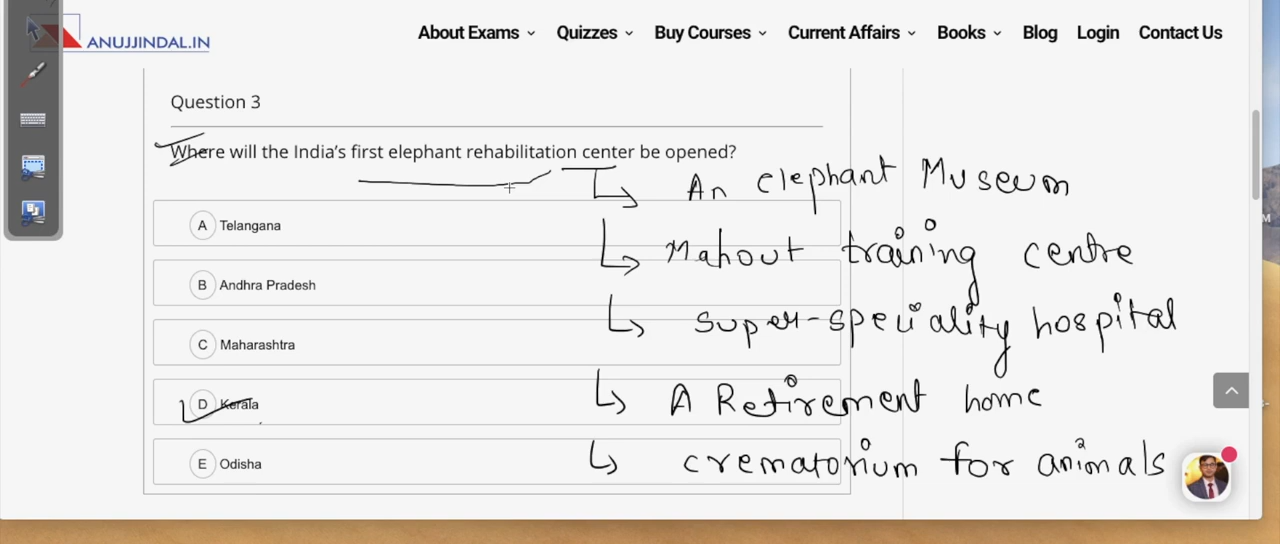 ANUJJINDAL.IN
About Exams Quizzes Buy Courses Current Affairs Books Blog Login Contact Us
Question 3
Where will the India's first elephant rehabilitation center be opened?
An elephant Museum
A Telangana
Mahout training centre
B Andhra Pradesh
super-speciality hospital
C Maharashtra
A Retirement home
D Kerala
crematorium for animals
E Odisha
M